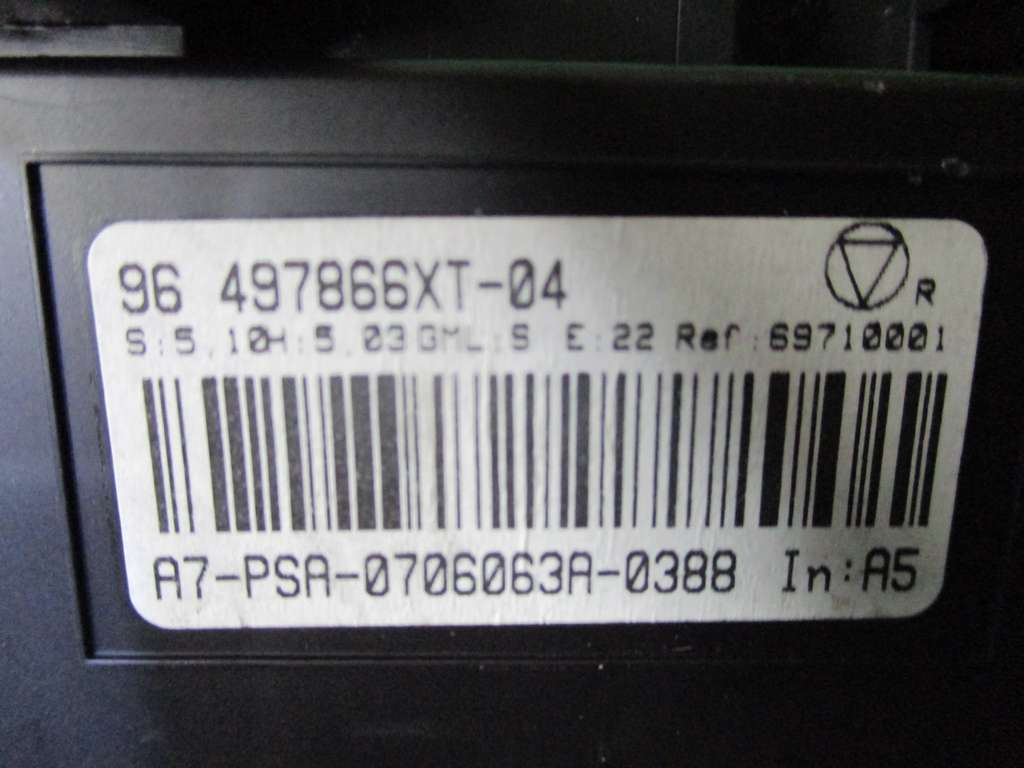 96 497866XT-04
R
S:5,10H:5,03GML:S E:22 Ref:69710001
A7-PSA-0706063A-0388 In:A5